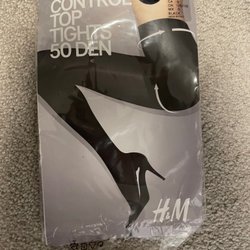 CONTROL
TOP
TIGHTS
50 DEN
H&M